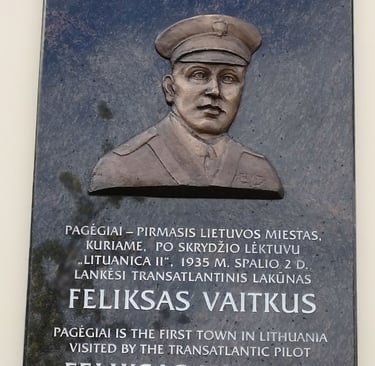 PAGĖGIAI – PIRMASIS LIETUVOS MIESTAS,
KURIAME, PO SKRYDŽIO LĖKTUVU
„LITUANICA II", 1935 M. SPALIO 2 D.
LANKĖSI TRANSATLANTINIS LAKŪNAS
FELIKSAS VAITKUS
PAGĖGIAI IS THE FIRST TOWN IN LITHUANIA
VISITED BY THE TRANSATLANTIC PILOT